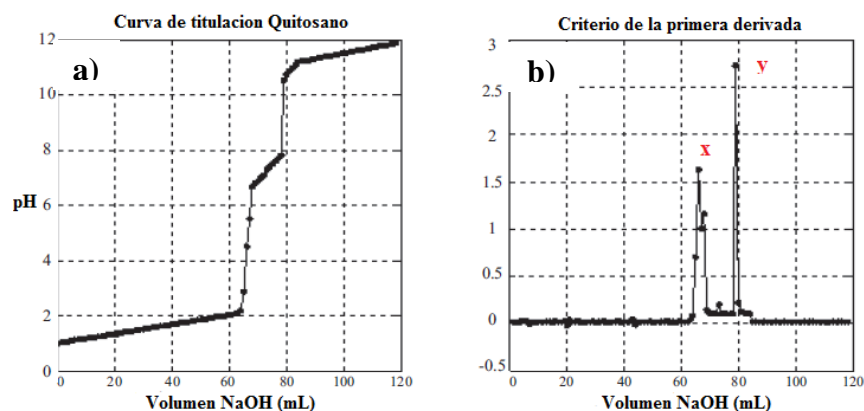 Curva de titulacion Quitosano
a)
12
10
8
pH
6
4
2
0
0 20 40 60 80 100 120
Volumen NaOH (mL)
Criterio de la primera derivada
b)
y
x
3
2.5
2
1.5
1
0.5
0
-0.5
0 20 40 60 80 100 120
Volumen NaOH (mL)